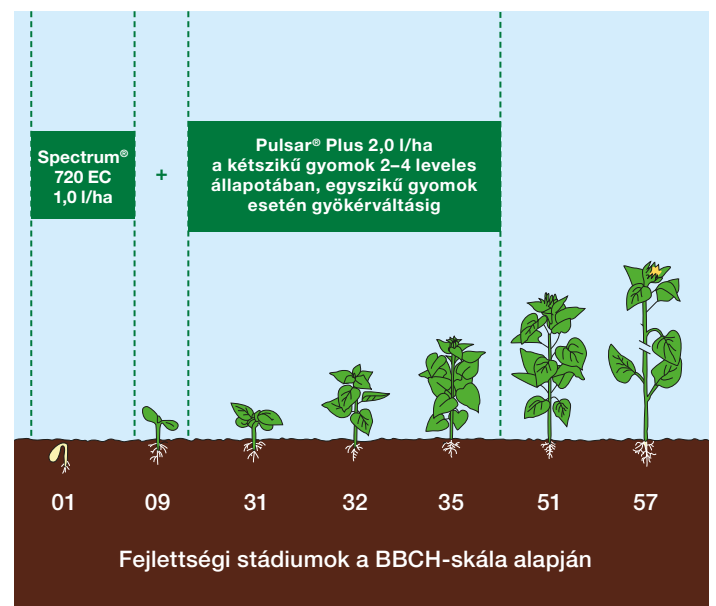 Spectrum®
720 EC
1,0 l/ha
+
Pulsar® Plus 2,0 l/ha
a kétszikű gyomok 2–4 leveles
állapotában, egyszikű gyomok
esetén gyökérváltásig
01 09 31 32 35 51 57
Fejlettségi stádiumok a BBCH-skála alapján